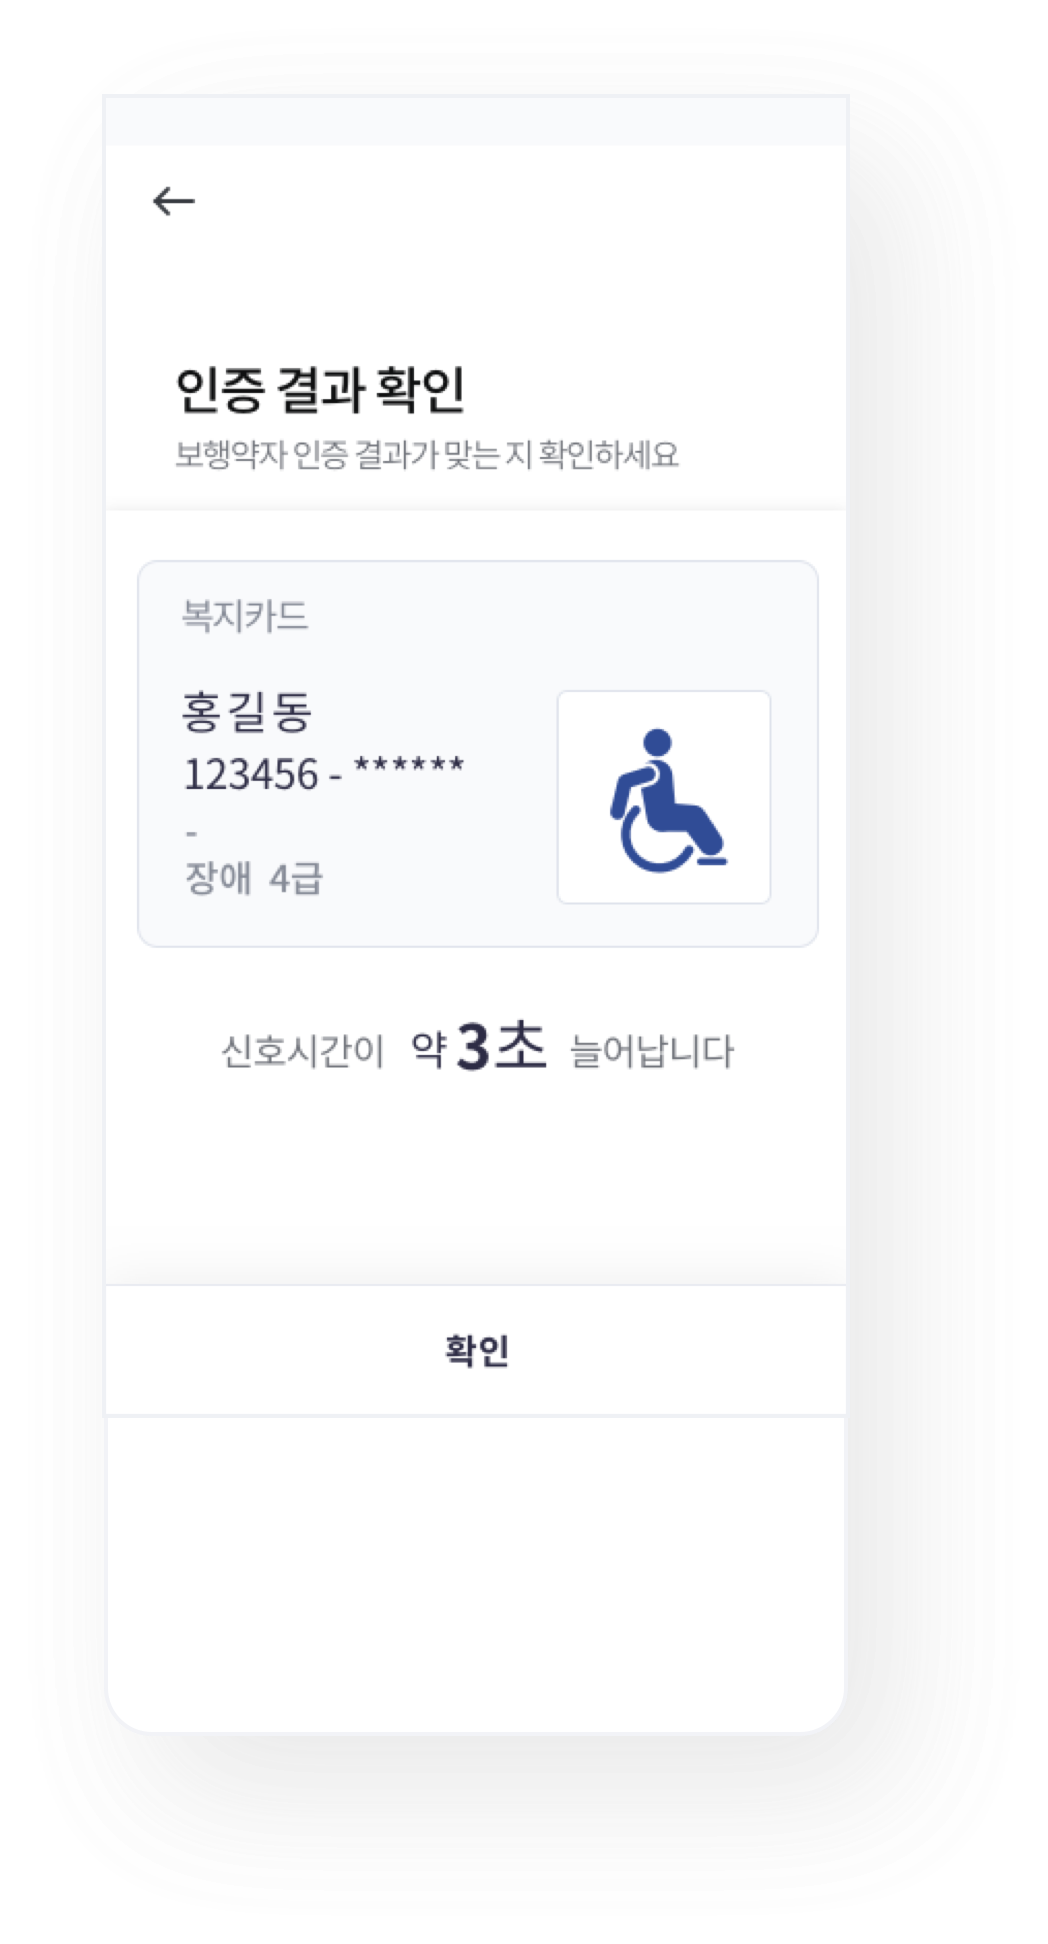 인증 결과 확인
보행약자 인증 결과가 맞는 지 확인하세요
복지카드
홍길동
123456 - ******
-
장애 4급
신호시간이 약 3초 늘어납니다
확인